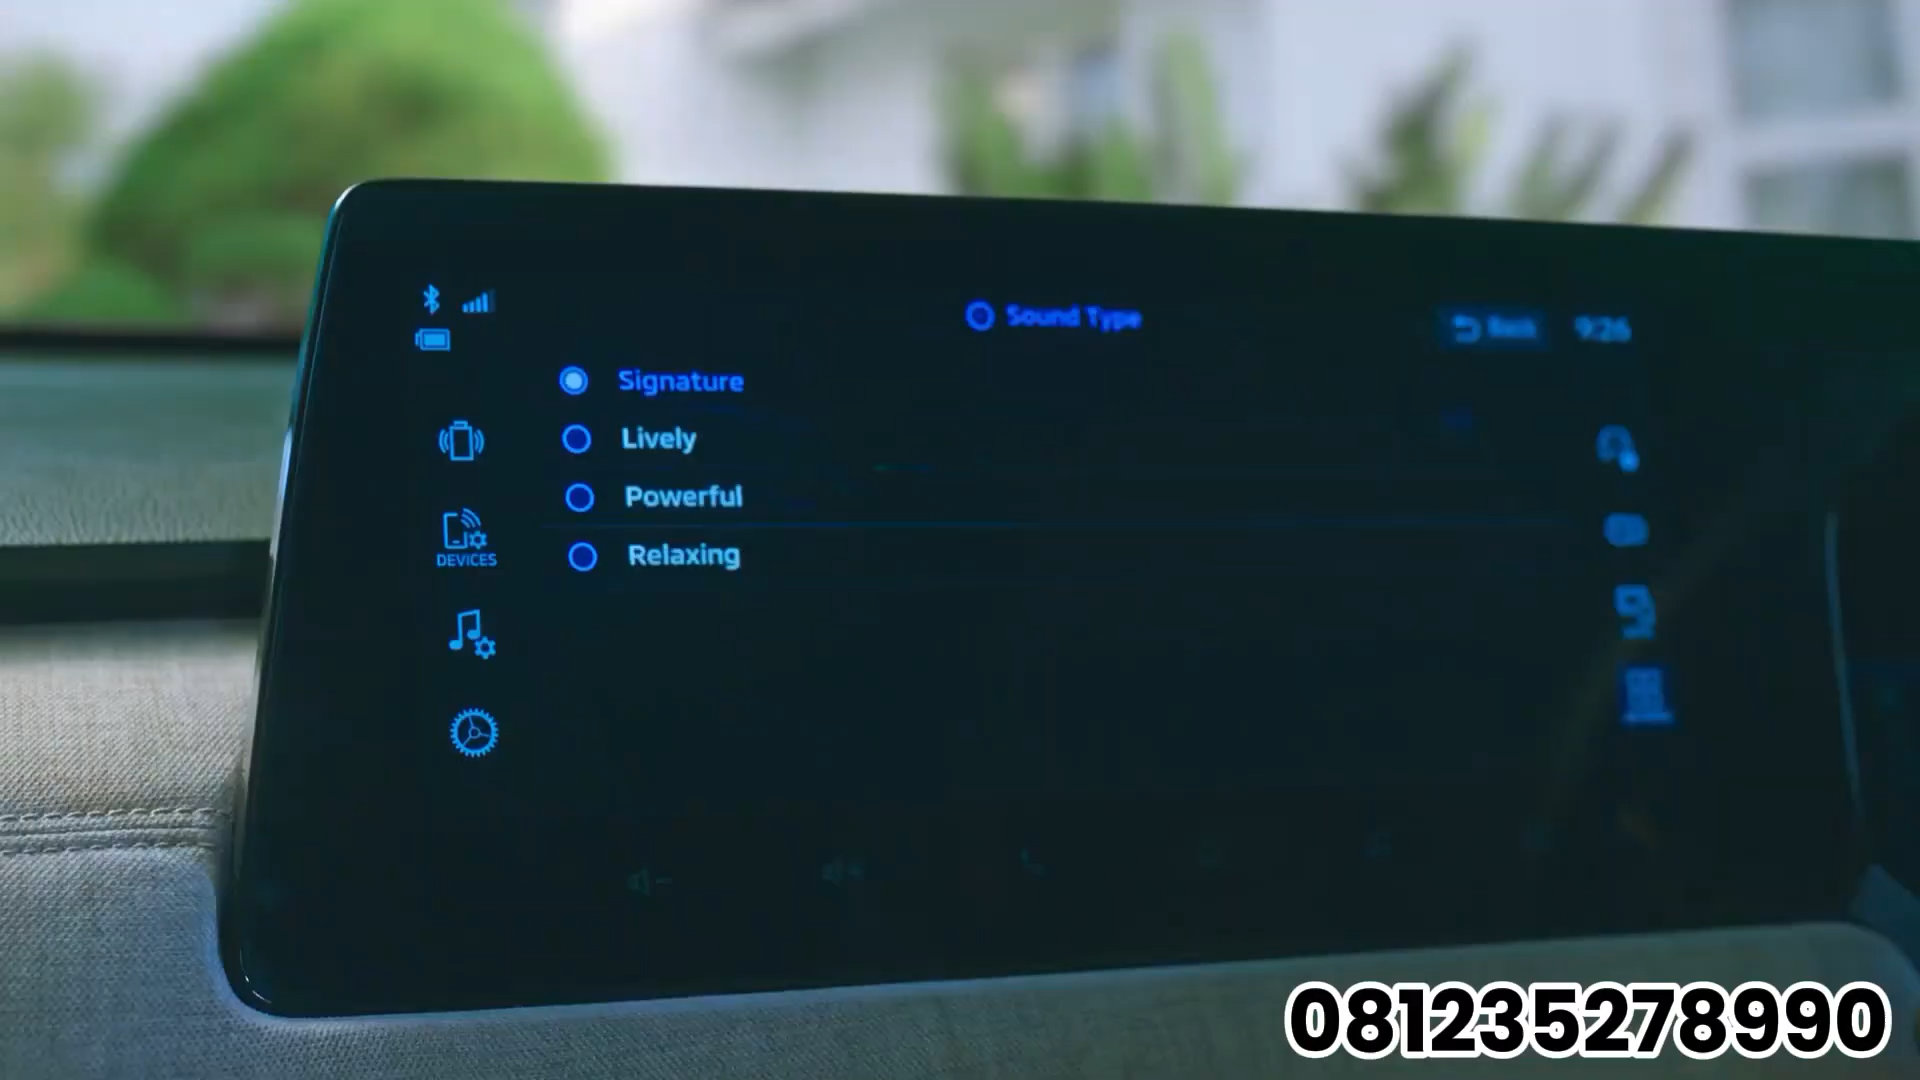 Sound Type
Back
9:26
Signature
Lively
Powerful
Relaxing
DEVICES
081235278990